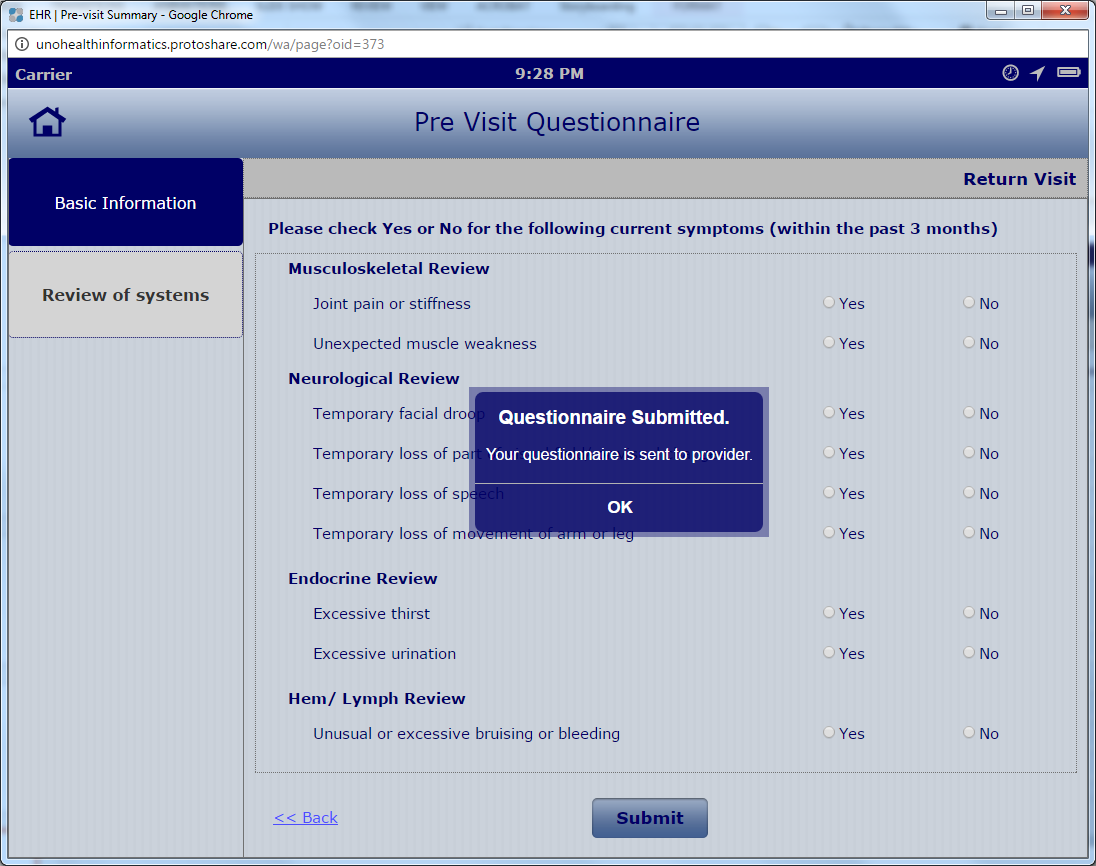 EHR | Pre-visit Summary - Google Chrome
unohealthinformatics.protoshare.com/wa/page?oid=373
Carrier 9:28 PM
Pre Visit Questionnaire
Basic Information
Review of systems
Return Visit
Please check Yes or No for the following current symptoms (within the past 3 months)
Musculoskeletal Review
Joint pain or stiffness Yes No
Unexpected muscle weakness Yes No
Neurological Review
Temporary facial droop Yes No
Temporary loss of part Yes No
Temporary loss of speech Yes No
Temporary loss of movement of arm or leg Yes No
Questionnaire Submitted.
Your questionnaire is sent to provider.
OK
Endocrine Review
Excessive thirst Yes No
Excessive urination Yes No
Hem/ Lymph Review
Unusual or excessive bruising or bleeding Yes No
<< Back
Submit